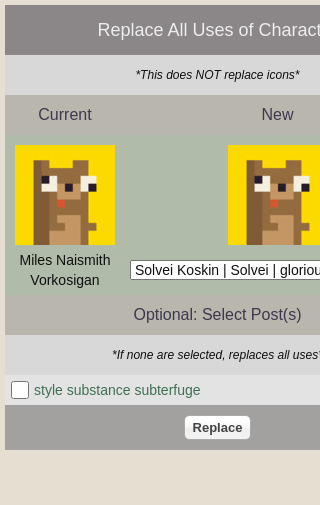 Replace All Uses of Charact
*This does NOT replace icons*
Current New
Miles Naismith
Vorkosigan
Solvei Koskin | Solvei | gloriou
Optional: Select Post(s)
*If none are selected, replaces all uses*
style substance subterfuge
Replace